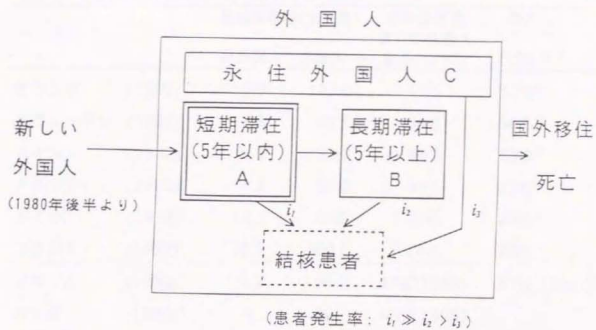 外国人
永住外国人C
新しい
外国人
(1980年後半より)
短期滞在
(5年以内)
A
長期滞在
(5年以上)
B
国外移住
死亡
i₁
i₂
i₃
結核患者
(患者発生率: i₁ ≫ i₂ > i₃)